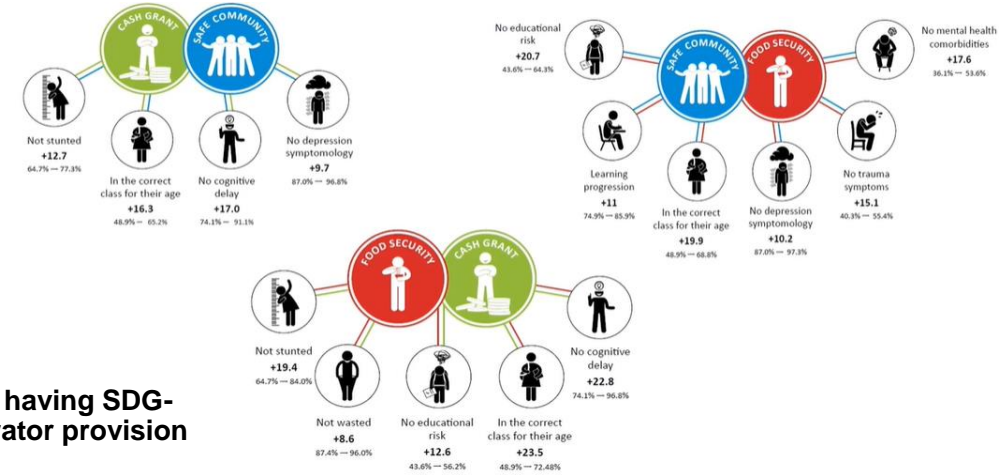 CASH GRANT
SAFE COMMUNITY
Not stunted
+12.7
64.7% — 77.3%
In the correct
class for their age
+16.3
48.9% — 65.2%
No cognitive
delay
+17.0
74.1% — 91.1%
No depression
symptomology
+9.7
87.0% — 96.8%
SAFE COMMUNITY
FOOD SECURITY
No educational
risk
+20.7
43.6% — 64.3%
Learning
progression
+11
74.9% — 85.9%
In the correct
class for their age
+19.9
48.9% — 68.8%
No depression
symptomology
+10.2
87.0% — 97.3%
No trauma
symptoms
+15.1
40.3% — 55.4%
No mental health
comorbidities
+17.6
36.1% — 53.6%
FOOD SECURITY
CASH GRANT
Not stunted
+19.4
64.7% — 84.0%
Not wasted
+8.6
87.4% — 96.0%
No educational
risk
+12.6
43.6% — 56.2%
In the correct
class for their age
+23.5
48.9% — 72.48%
No cognitive
delay
+22.8
74.1% — 96.8%
having SDG-
provision